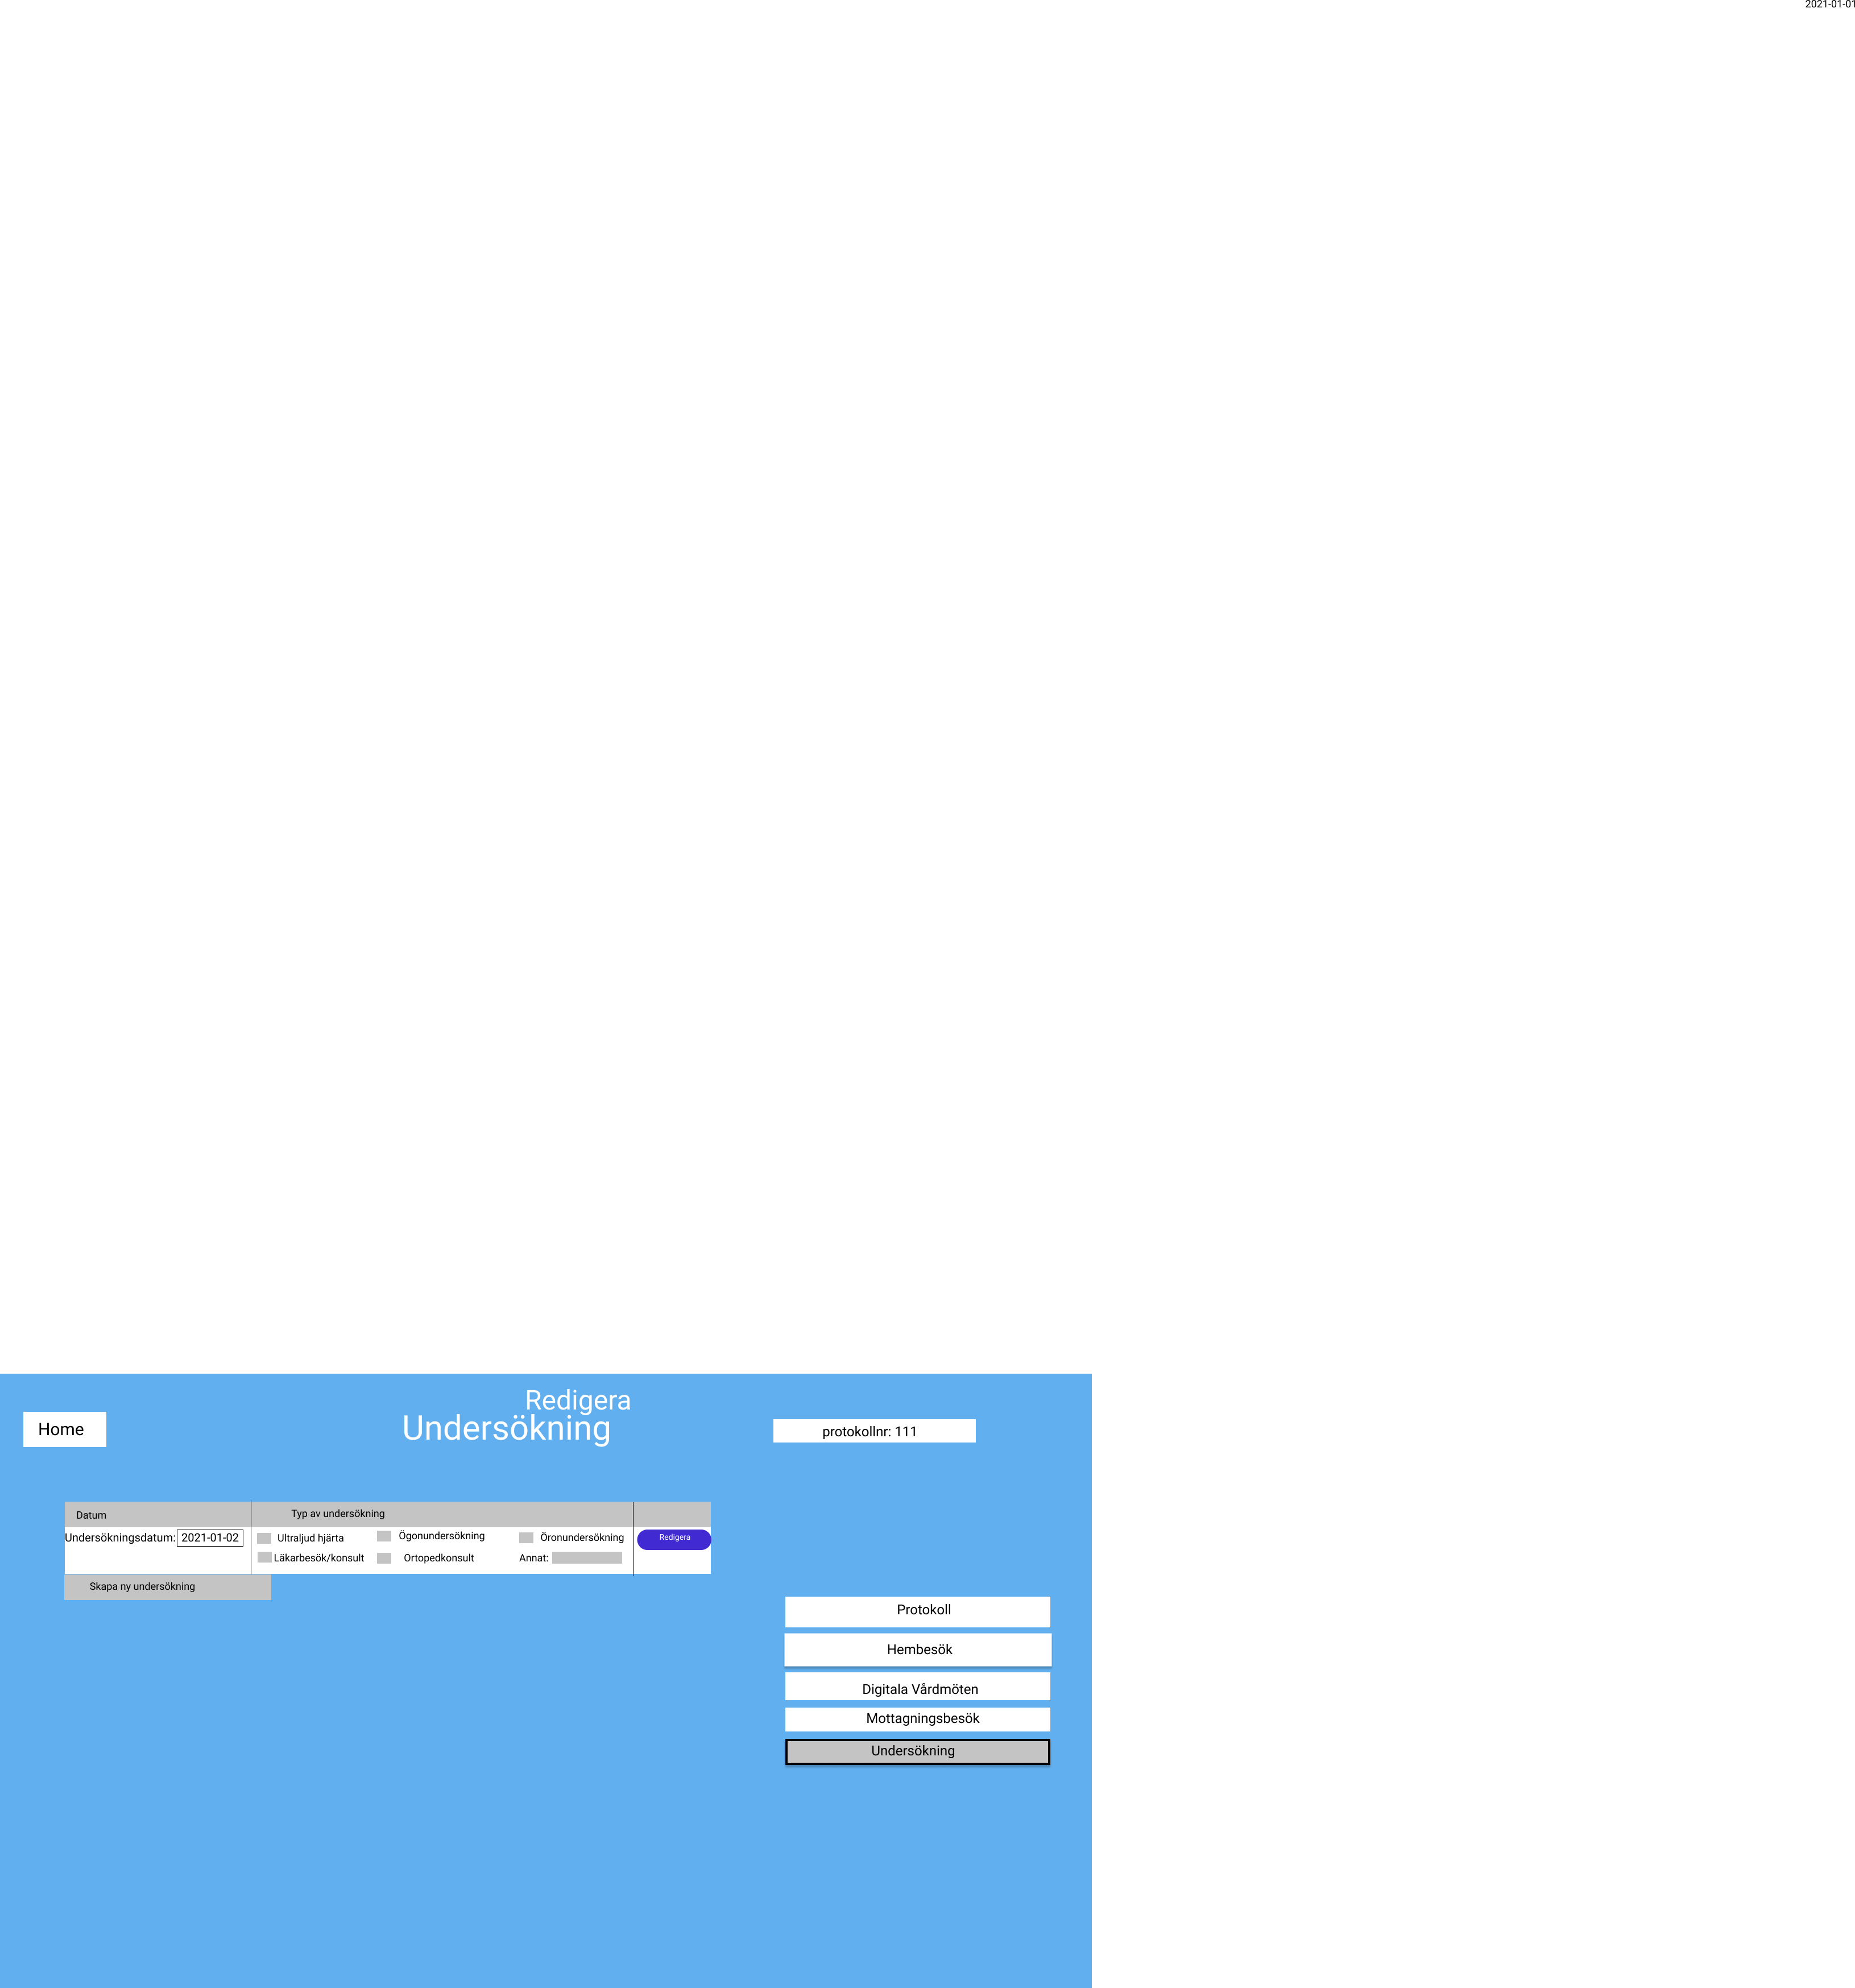 2021-01-01
Redigera
Home
Undersökning
protokollnr: 111
Datum
Typ av undersökning
Undersökningsdatum: 2021-01-02
Ultraljud hjärta
Ögonundersökning
Öronundersökning
Redigera
Läkarbesök/konsult
Ortopedkonsult
Annat:
Skapa ny undersökning
Protokoll
Hembesök
Digitala Vårdmöten
Mottagningsbesök
Undersökning